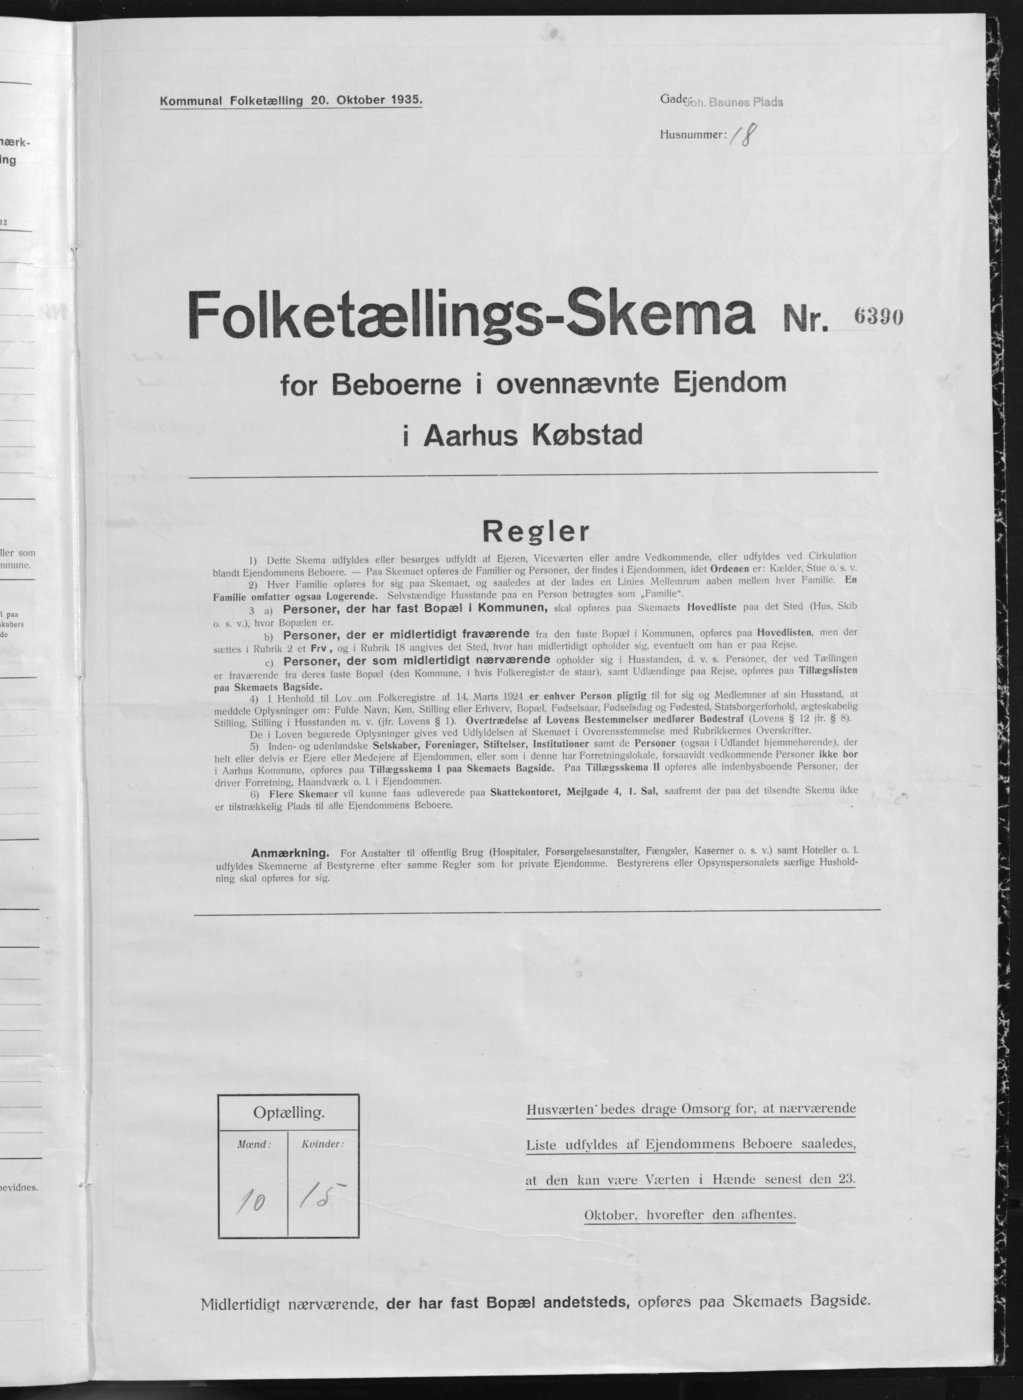 Kommunal Folketælling 20. Oktober 1935.
Gade: Joh. Baunes Plads
Husnummer: 18
Folketællings-Skema Nr. 6390
for Beboerne i ovennævnte Ejendom
i Aarhus Købstad
Regler
1) Dette Skema udfyldes eller besørges udfyldt af Ejeren, Viceværten eller andre Vedkommende, eller udfyldes ved Cirkulation
blandt Ejendommens Beboere. — Paa Skemaet opføres de Familier og Personer, der findes i Ejendommen, idet Ordenen er: Kælder, Stue o. s. v.
2) Hver Familie opføres for sig paa Skemaet, og saaledes at der lades en Linies Mellemrum aaben mellem hver Familie. En
Familie omfatter ogsaa Logerende. Selvstændige Husstande paa en Person betragtes som „Familie“.
3 a) Personer, der har fast Bopæl i Kommunen, skal opføres paa Skemaets Hovedliste paa det Sted (Hus, Skib
o. s. v.), hvor Bopælen er.
b) Personer, der er midlertidigt fraværende fra den faste Bopæl i Kommunen, opføres paa Hovedlisten, men der
sættes i Rubrik 2 et Frv., og i Rubrik 18 angives det Sted, hvor han midlertidigt opholder sig, eventuelt om han er paa Rejse.
c) Personer, der som midlertidigt nærværende opholder sig i Husstanden, d. v. s. Personer, der ved Tællingen
er fraværende fra deres faste Bopæl (den Kommune, i hvis Folkeregister de staar), samt Udlændinge paa Rejse, opføres paa Tillægslisten
paa Skemaets Bagside.
4) I Henhold til Lov om Folkeregistre af 14. Marts 1924 er enhver Person pligtig til for sig og Medlemmer af sin Husstand, at
meddele Oplysninger om: Fulde Navn, Køn, Stilling eller Erhverv, Bopæl, Fødselsaar, Fødselsdag og Fødested, Statsborgerforhold, ægteskabelig
Stilling, Stilling i Husstanden m. v. (jfr. Lovens § 1). Overtrædelse af Lovens Bestemmelser medfører Bødestraf (Lovens § 12 jfr. § 8).
De i Loven begærede Oplysninger gives ved Udfyldelsen af Skemaet i Overensstemmelse med Rubrikkernes Overskrifter.
5) Inden- og udenlandske Selskaber, Foreninger, Stiftelser, Institutioner samt de Personer (ogsaa i Udlandet hjemmehørende), der
helt eller delvis er Ejere eller Medejere af Ejendommen, eller som i denne har Forretningslokale, forsaavidt vedkommende Personer ikke bor
i Aarhus Kommune, opføres paa Tillægsskema I paa Skemaets Bagside. Paa Tillægsskema II opføres alle indenbysboende Personer, der
driver Forretning, Haandværk o. l. i Ejendommen.
6) Flere Skemaer vil kunne faas udleverede paa Skattekontoret, Mejlgade 4, 1. Sal, saafremt der paa det tilsendte Skema ikke
er tilstrækkelig Plads til alle Ejendommens Beboere.
Anmærkning. For Anstalter til offentlig Brug (Hospitaler, Forsørgelsesanstalter, Fængsler, Kaserner o. s. v.) samt Hoteller o. l.
udfyldes Skemaerne af Bestyrerne efter samme Regler som for private Ejendomme. Bestyrerens eller Opsynspersonalets særlige Hushold-
ning skal opføres for sig.
Optælling.
Mænd: Kvinder:
10 15
Husværten bedes drage Omsorg for, at nærværende
Liste udfyldes af Ejendommens Beboere saaledes,
at den kan være Værten i Hænde senest den 23.
Oktober, hvorefter den afhentes.
Midlertidigt nærværende, der har fast Bopæl andetsteds, opføres paa Skemaets Bagside.